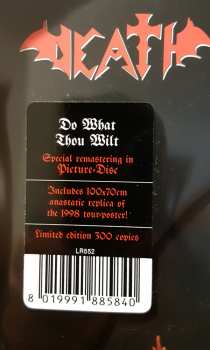 DEATH
Do What
Thou Wilt
Special remastering in
Picture-Disc
Includes 100x70cm
anastatic replica of
the 1998 tour-poster!
Limited edition 300 copies
LR852
8 019991 885840